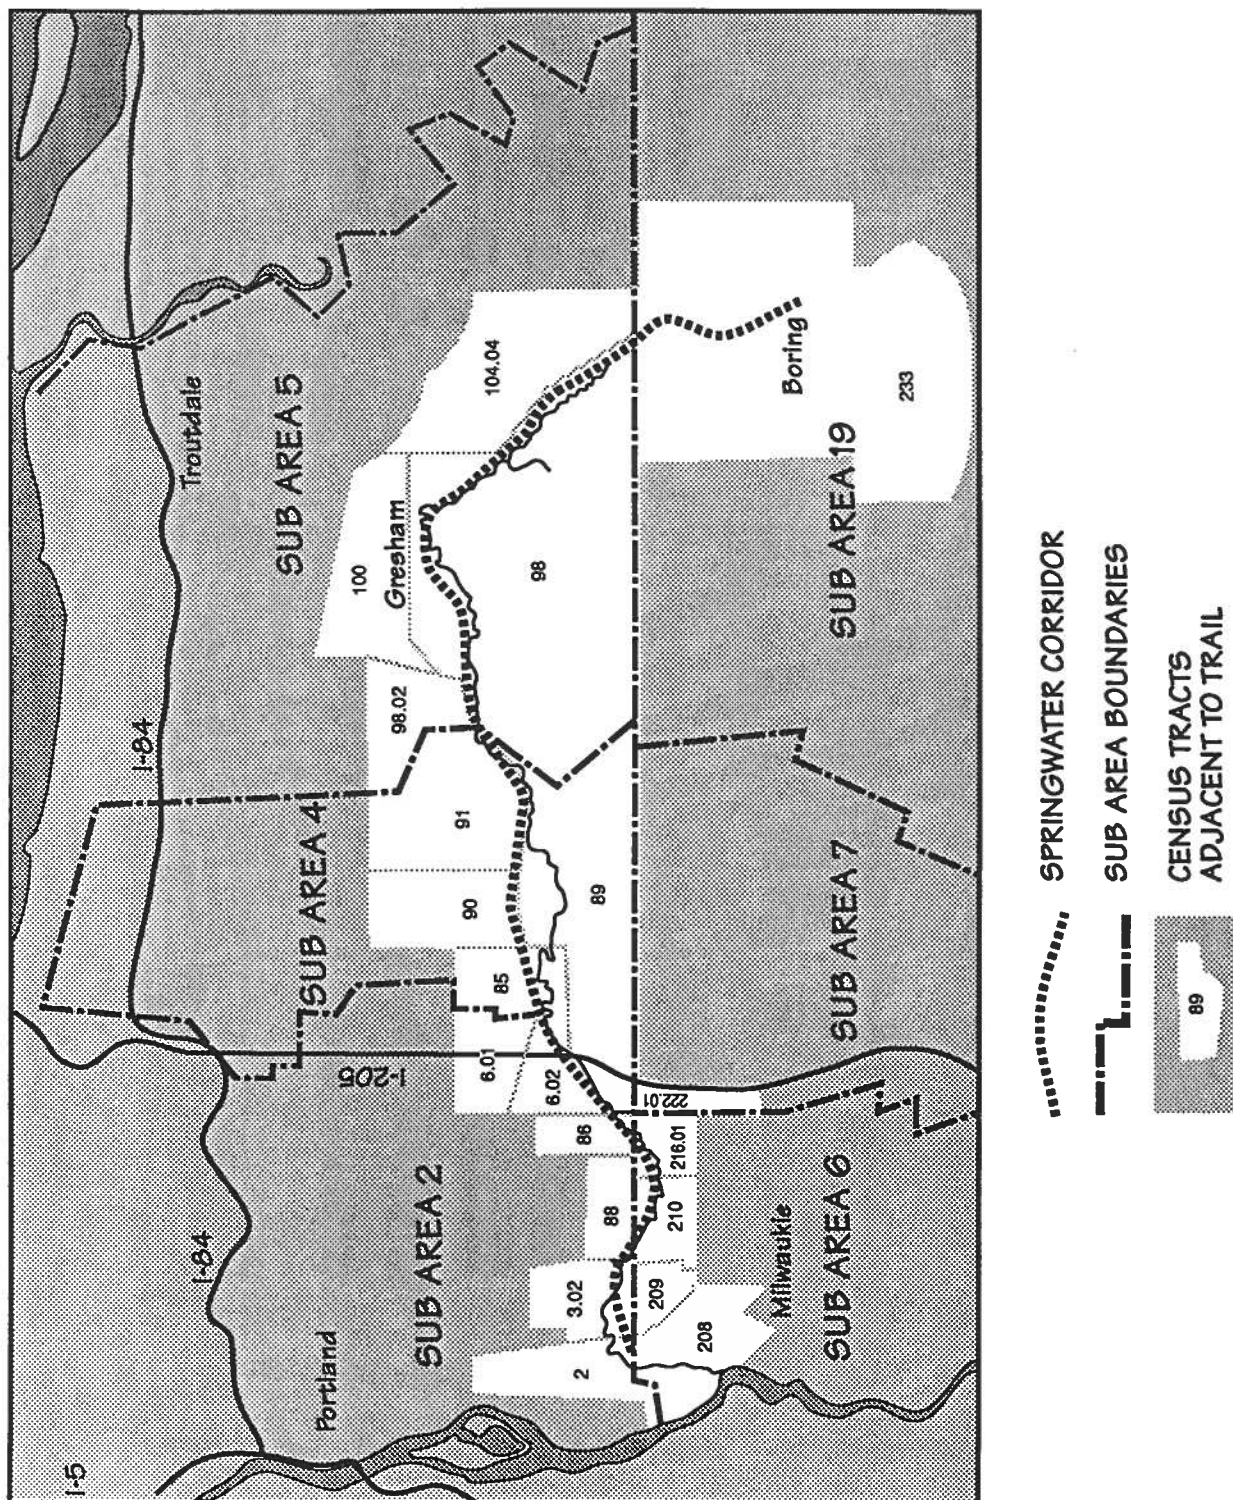 I-5
I-84
I-84
Troutdale
Portland
I-205
SUB AREA 2
SUB AREA 4
SUB AREA 5
100
Gresham
98.02
104.04
91
90
85
6.01
6.02
98
89
86
88
3.02
2
222.01
216.01
210
209
208
Milwaukie
Boring
233
SUB AREA 6
SUB AREA 7
SUB AREA 19
SPRINGWATER CORRIDOR
SUB AREA BOUNDARIES
89
CENSUS TRACTS
ADJACENT TO TRAIL